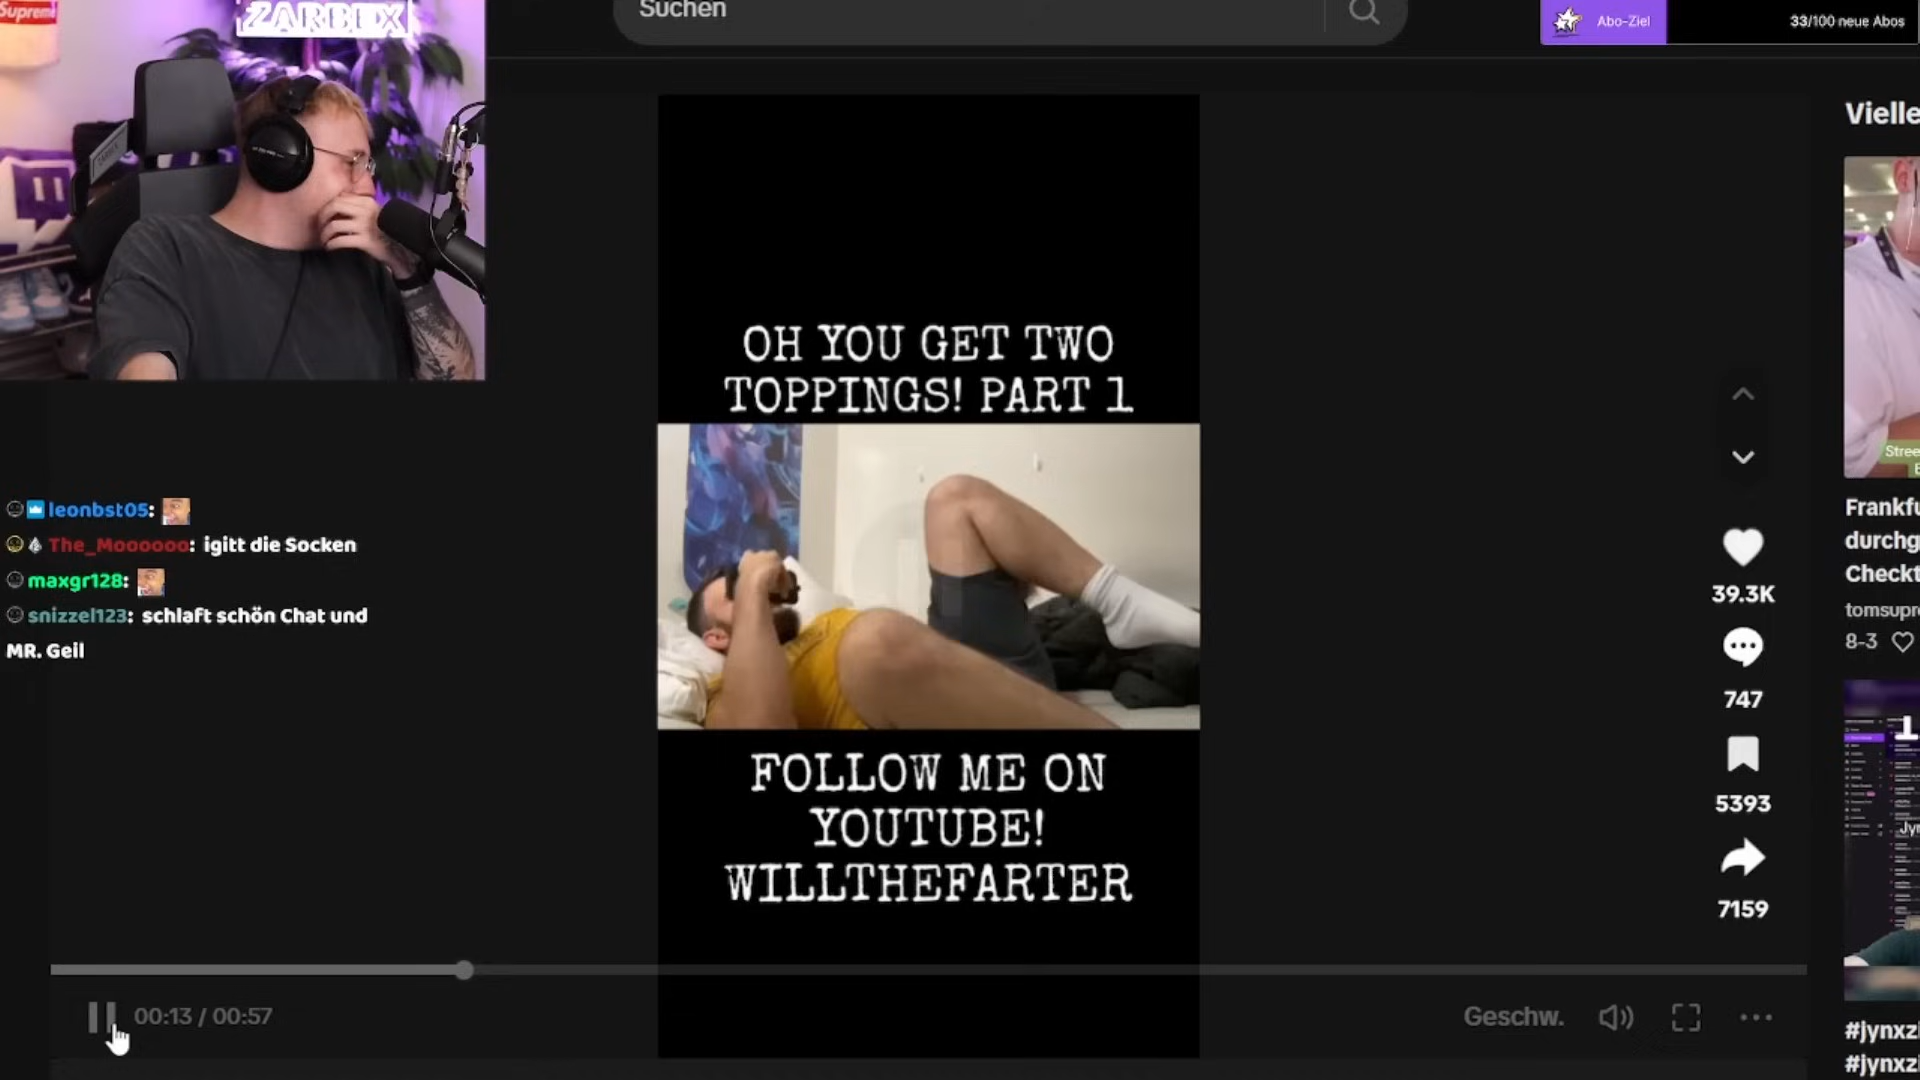 Supreme
ZARBEX
Suchen
Abo-Ziel
33/100 neue Abos
Vielle
OH YOU GET TWO
TOPPINGS! PART 1
Stree
leonbst05:
The_Moooooo: igitt die Socken
maxgr128:
snizzel123: schlaft schön Chat und
MR. Geil
39.3K
747
5393
7159
Frankfu
durchg
Checkt
tomsupr
8-3
FOLLOW ME ON
YOUTUBE!
WILLTHEFARTER
00:13 / 00:57
Geschw.
#jynxz
#jynxz